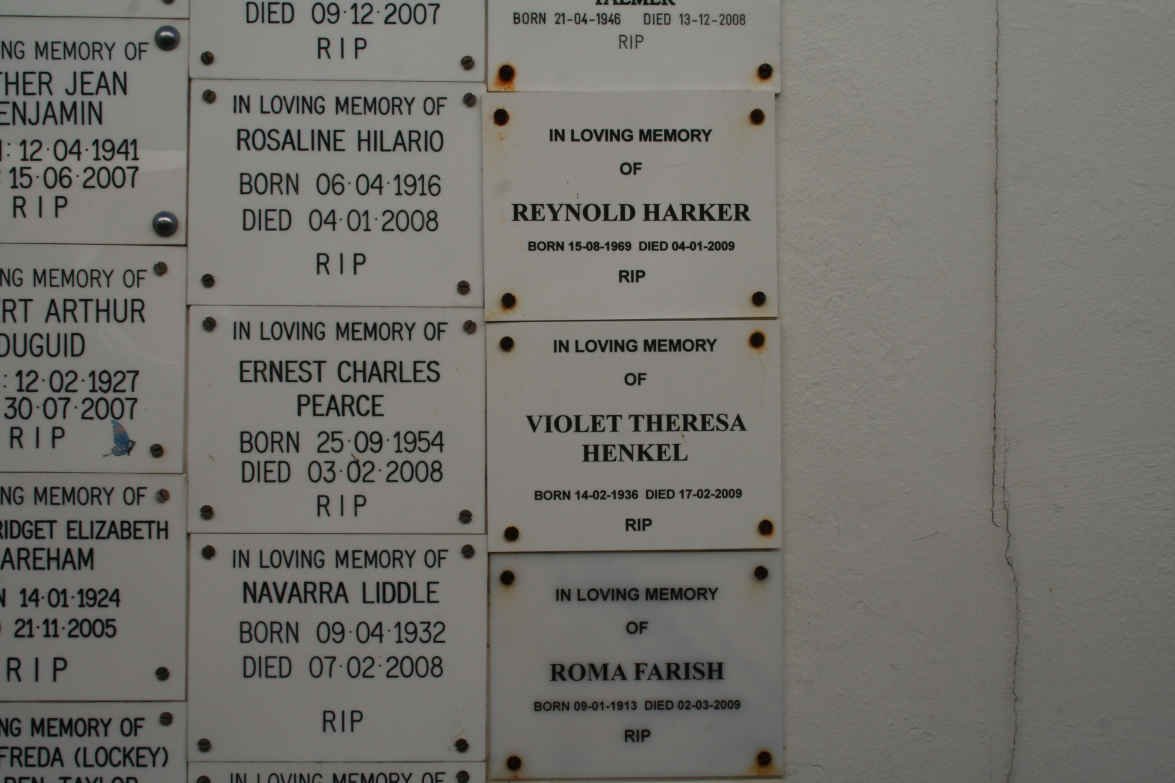 NG MEMORY OF
THER JEAN
ENJAMIN
: 12·04·1941
: 15·06·2007
R I P
NG MEMORY OF
RT ARTHUR
DUGUID
: 12·02·1927
30·07·2007
R I P
NG MEMORY OF
RIDGET ELIZABETH
AREHAM
N 14·01·1924
21·11·2005
R I P
NG MEMORY OF
FREDA (LOCKEY)
TAYLOR
DIED 09·12·2007
R I P
IN LOVING MEMORY OF
ROSALINE HILARIO
BORN 06·04·1916
DIED 04·01·2008
R I P
IN LOVING MEMORY OF
ERNEST CHARLES
PEARCE
BORN 25·09·1954
DIED 03·02·2008
R I P
IN LOVING MEMORY OF
NAVARRA LIDDLE
BORN 09·04·1932
DIED 07·02·2008
RIP
IN LOVING MEMORY OF
PALMER
BORN 21-04-1946 DIED 13-12-2008
RIP
IN LOVING MEMORY
OF
REYNOLD HARKER
BORN 15-08-1969 DIED 04-01-2009
RIP
IN LOVING MEMORY
OF
VIOLET THERESA
HENKEL
BORN 14-02-1936 DIED 17-02-2009
RIP
IN LOVING MEMORY
OF
ROMA FARISH
BORN 09-01-1913 DIED 02-03-2009
RIP